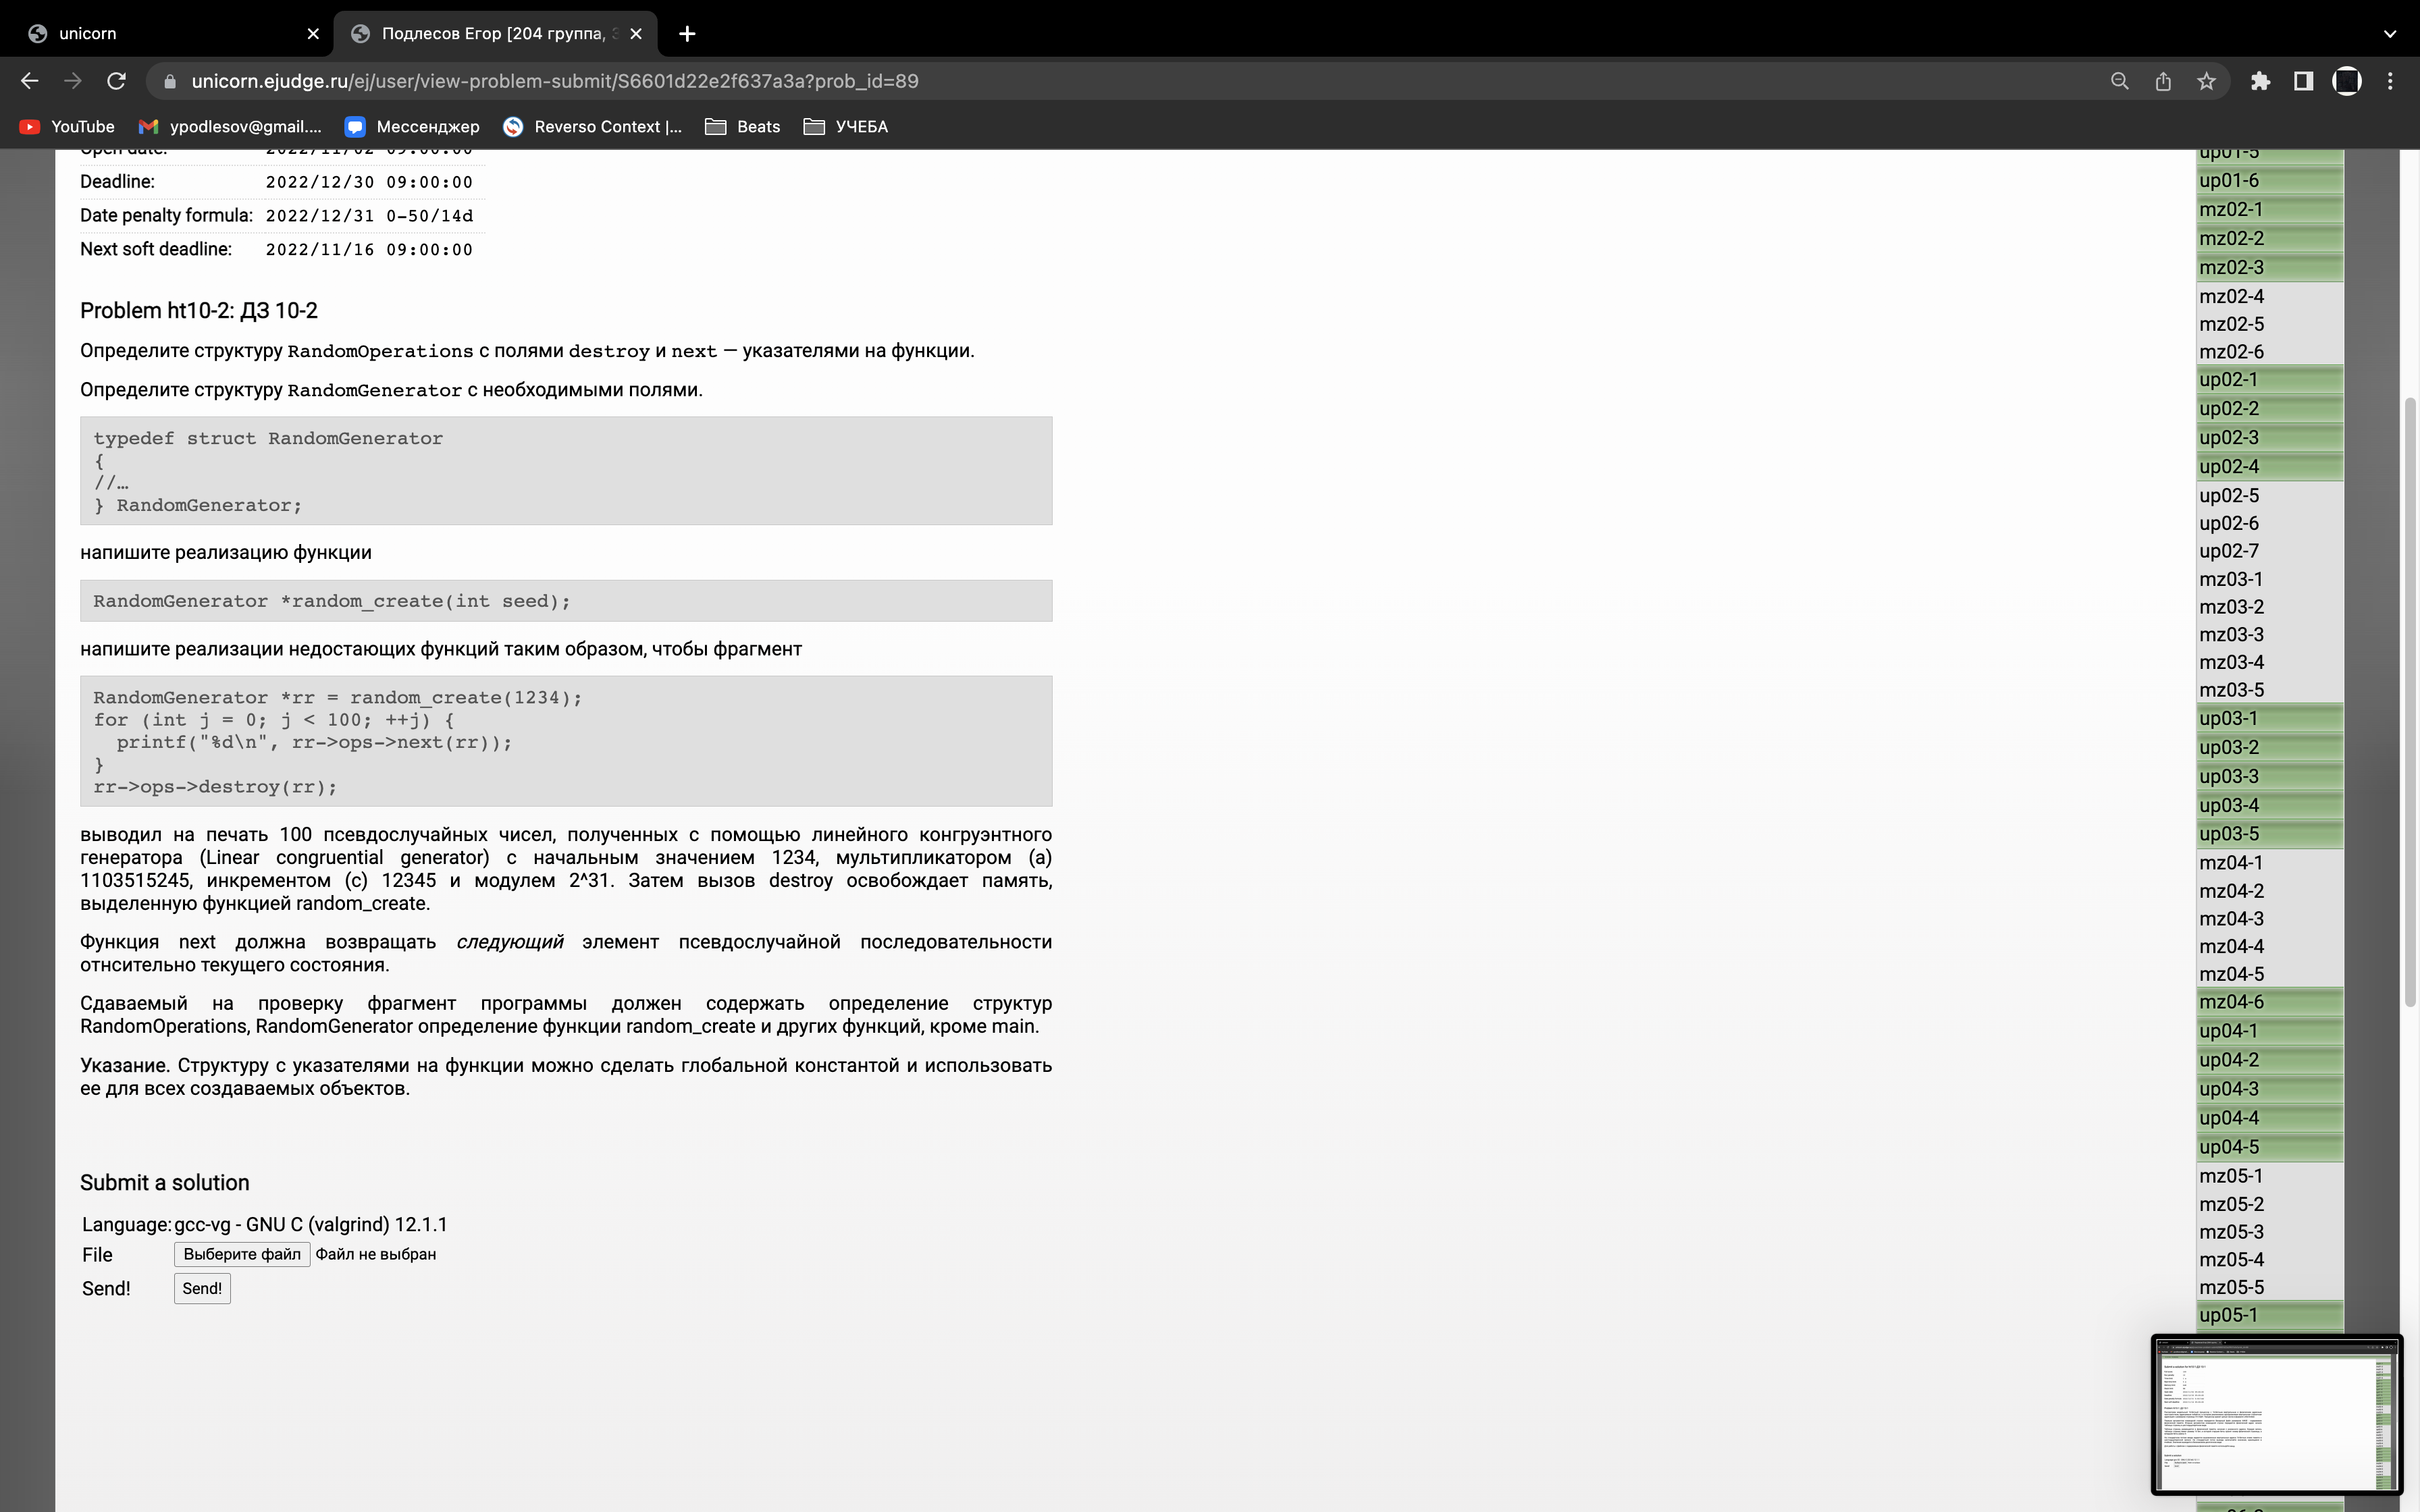 unicorn
Подлесов Егор [204 группа,
unicorn.ejudge.ru/ej/user/view-problem-submit/S6601d22e2f637a3a?prob_id=89
YouTube ypodlesov@gmail.... Мессенджер Reverso Context |... Beats УЧЕБА
Open date: 2022/11/02 09:00:00
Deadline: 2022/12/30 09:00:00
Date penalty formula: 2022/12/31 0-50/14d
Next soft deadline: 2022/11/16 09:00:00
Problem ht10-2: ДЗ 10-2
Определите структуру RandomOperations с полями destroy и next — указателями на функции.
Определите структуру RandomGenerator с необходимыми полями.
typedef struct RandomGenerator
{
//…
} RandomGenerator;
напишите реализацию функции
RandomGenerator *random_create(int seed);
напишите реализации недостающих функций таким образом, чтобы фрагмент
RandomGenerator *rr = random_create(1234);
for (int j = 0; j < 100; ++j) {
printf("%d\n", rr->ops->next(rr));
}
rr->ops->destroy(rr);
выводил на печать 100 псевдослучайных чисел, полученных с помощью линейного конгруэнтного
генератора (Linear congruential generator) с начальным значением 1234, мультипликатором (a)
1103515245, инкрементом (c) 12345 и модулем 2^31. Затем вызов destroy освобождает память,
выделенную функцией random_create.
Функция next должна возвращать следующий элемент псевдослучайной последовательности
отнсительно текущего состояния.
Сдаваемый на проверку фрагмент программы должен содержать определение структур
RandomOperations, RandomGenerator определение функции random_create и других функций, кроме main.
Указание. Структуру с указателями на функции можно сделать глобальной константой и использовать
ее для всех создаваемых объектов.
Submit a solution
Language: gcc-vg - GNU C (valgrind) 12.1.1
File Выберите файл Файл не выбран
Send! Send!
up01-5
up01-6
mz02-1
mz02-2
mz02-3
mz02-4
mz02-5
mz02-6
up02-1
up02-2
up02-3
up02-4
up02-5
up02-6
up02-7
mz03-1
mz03-2
mz03-3
mz03-4
mz03-5
up03-1
up03-2
up03-3
up03-4
up03-5
mz04-1
mz04-2
mz04-3
mz04-4
mz04-5
mz04-6
up04-1
up04-2
up04-3
up04-4
up04-5
mz05-1
mz05-2
mz05-3
mz05-4
mz05-5
up05-1